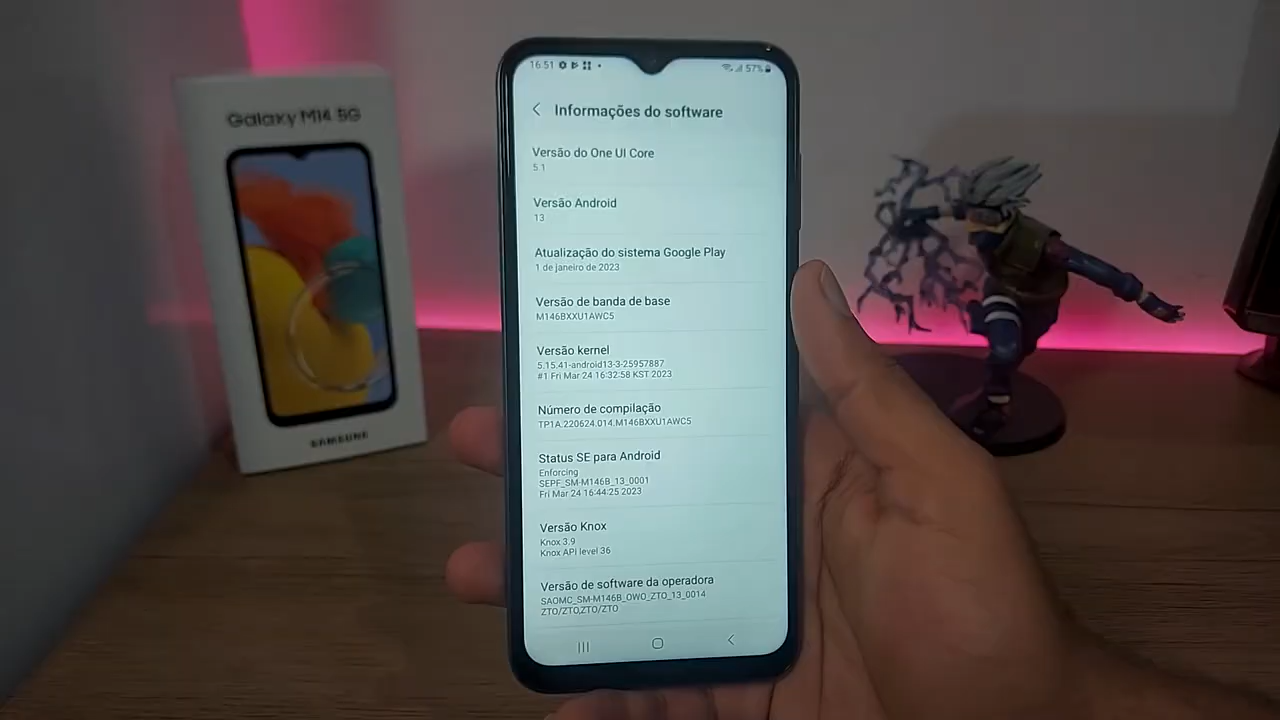 Galaxy M14 5G
SAMSUNG
16:51
57%
Informações do software
Versão do One UI Core
5.1
Versão Android
13
Atualização do sistema Google Play
1 de janeiro de 2023
Versão de banda de base
M146BXXU1AWC5
Versão kernel
5.15.41-android13-3-25957887
#1 Fri Mar 24 16:32:58 KST 2023
Número de compilação
TP1A.220624.014.M146BXXU1AWC5
Status SE para Android
Enforcing
SEPF_SM-M146B_13_0001
Fri Mar 24 16:44:25 2023
Versão Knox
Knox 3.9
Knox API level 36
Versão de software da operadora
SAOMC_SM-M146B_OWO_ZTO_13_0014
ZTO/ZTO,ZTO/ZTO